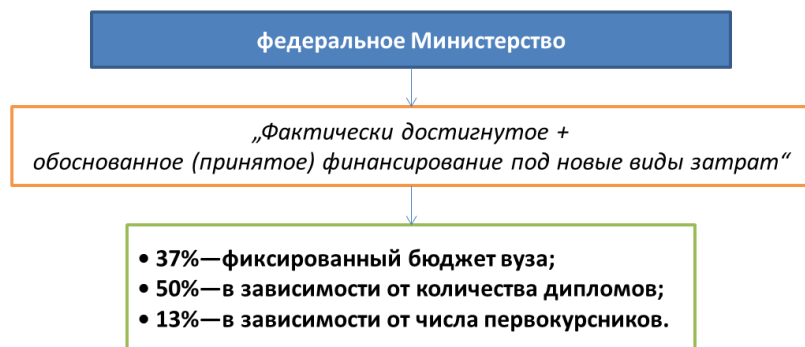 федеральное Министерство
„Фактически достигнутое +
обоснованное (принятое) финансирование под новые виды затрат“
• 37%—фиксированный бюджет вуза;
• 50%—в зависимости от количества дипломов;
• 13%—в зависимости от числа первокурсников.